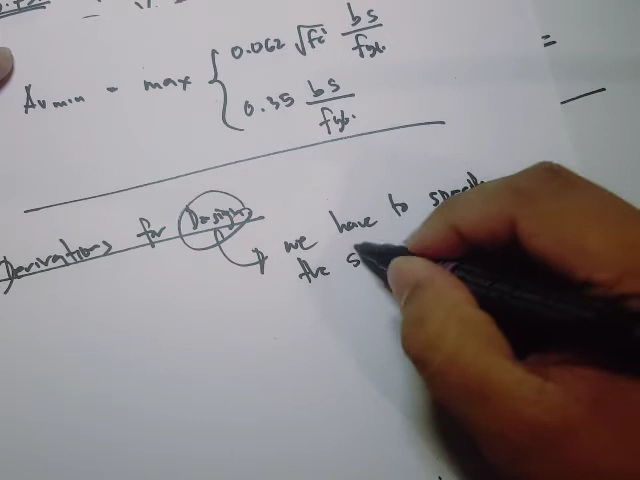 Av min = max { 0.062 √fc' bs/fyt.
0.35 bs/fyt.
=
Derivations for Design
we have to specify
the s